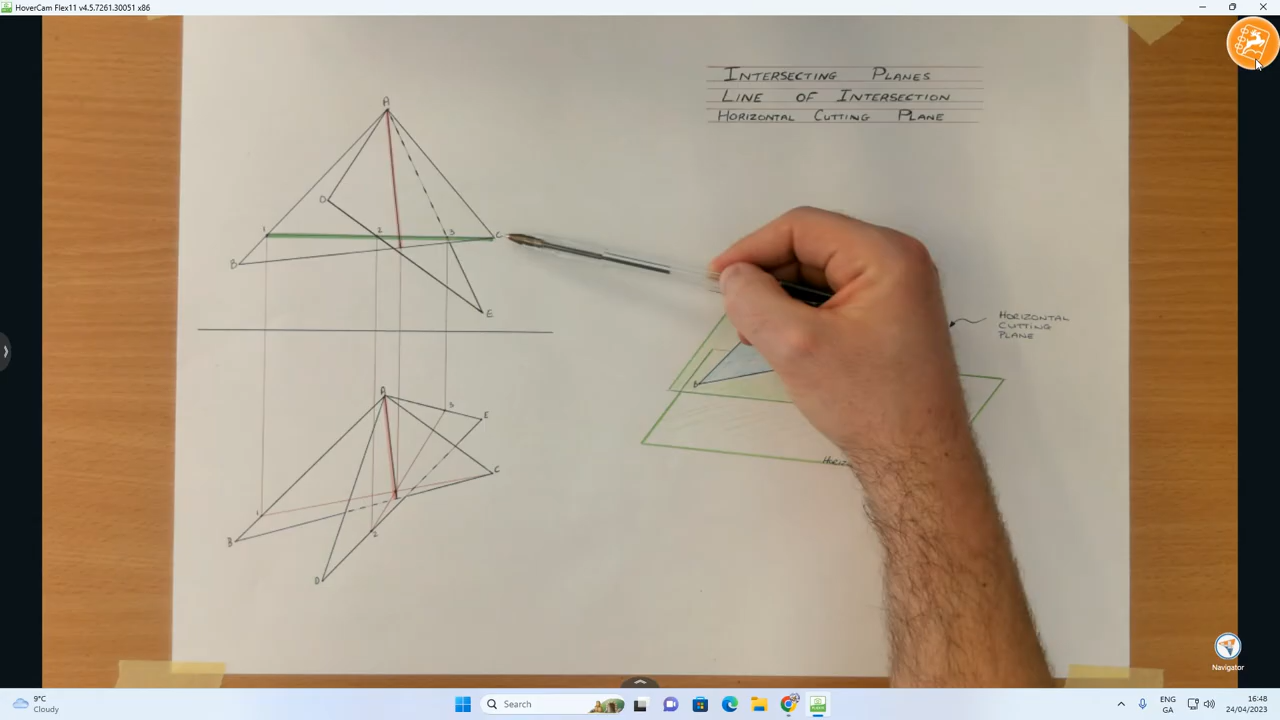 HoverCam Flex11 v4.5.7261.30051 x86
INTERSECTING PLANES
LINE OF INTERSECTION
HORIZONTAL CUTTING PLANE
A
D
1
2
3
C
B
E
HORIZONTAL
CUTTING
PLANE
A
3
E
B
C
1
2
B
D
Navigator
9°C
Cloudy
Search
ENG
GA
16:48
24/04/2023